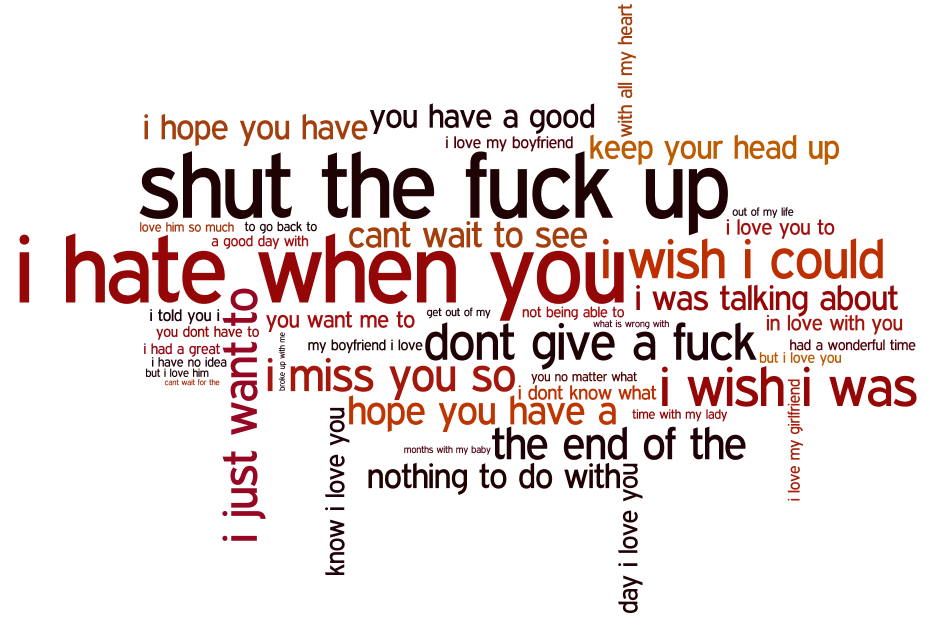 with all my heart
you have a good
i hope you have
i love my boyfriend
keep your head up
shut the fuck up
out of my life
love him so much
to go back to
i love you to
a good day with
cant wait to see
i hate when you
i wish i could
i was talking about
i told you i
you want me to
get out of my
not being able to
what is wrong with
in love with you
you dont have to
i just want to
broke up with me
my boyfriend i love
dont give a fuck
had a wonderful time
i had a great
i have no idea
but i love you
but i love him
cant wait for the
i miss you so
you no matter what
i dont know what
i wish i was
hope you have a
time with my lady
i love my girlfriend
know i love you
months with my baby
the end of the
nothing to do with
day i love you